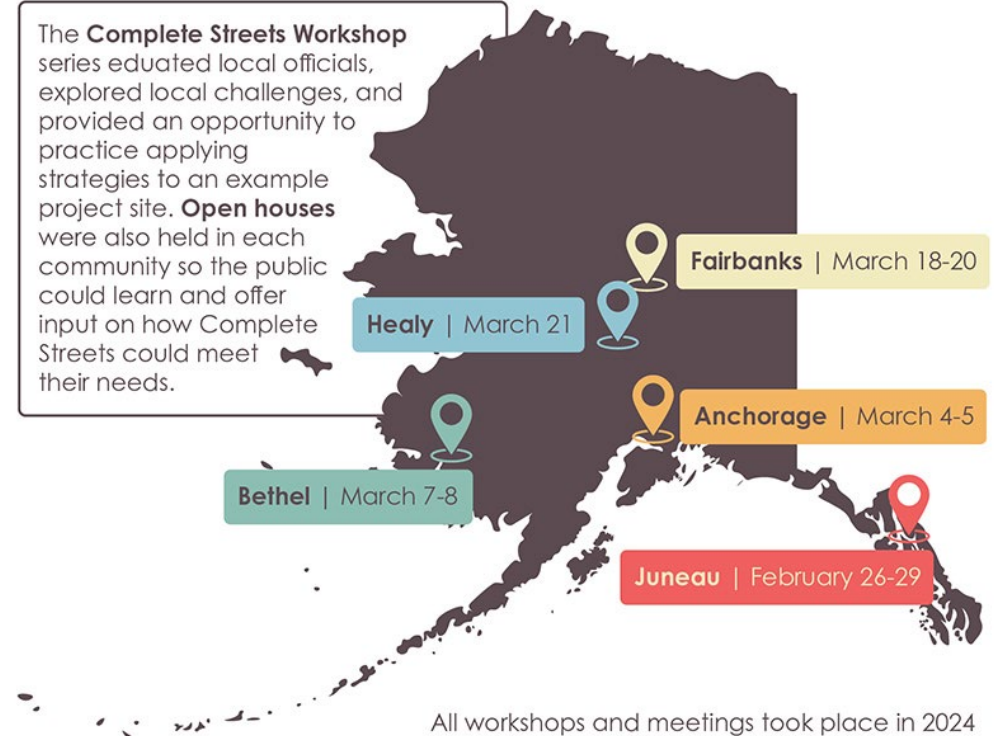 The Complete Streets Workshop
series eduated local officials,
explored local challenges, and
provided an opportunity to
practice applying
strategies to an example
project site. Open houses
were also held in each
community so the public
could learn and offer
input on how Complete
Streets could meet
their needs.
Fairbanks | March 18-20
Healy | March 21
Anchorage | March 4-5
Bethel | March 7-8
Juneau | February 26-29
All workshops and meetings took place in 2024